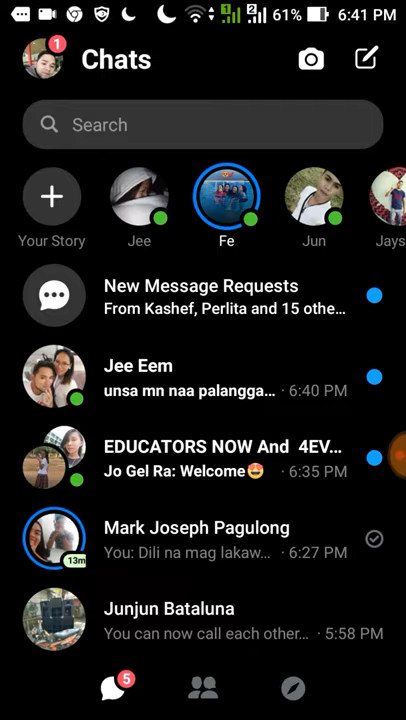 1 2 61% 6:41 PM
1 Chats
Search
Your Story Jee Fe Jun Jays
New Message Requests
From Kashef, Perlita and 15 othe...
Jee Eem
unsa mn naa palangga... · 6:40 PM
EDUCATORS NOW And 4EV...
Jo Gel Ra: Welcome😍 · 6:35 PM
Mark Joseph Pagulong
You: Dili na mag lakaw... · 6:27 PM
13m
Junjun Bataluna
You can now call each other... · 5:58 PM
5